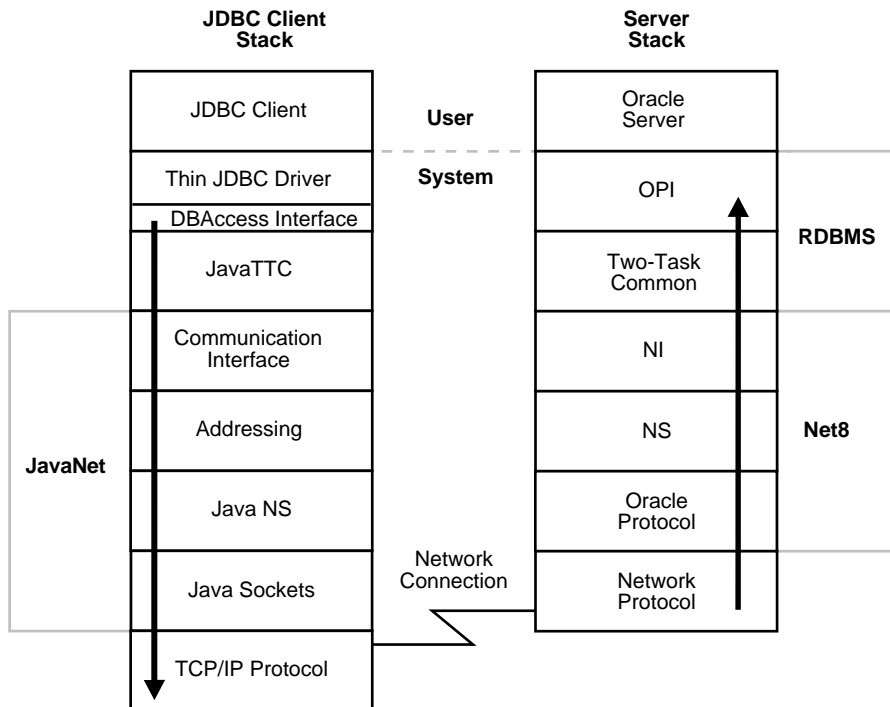 JDBC Client
Stack
Server
Stack
JDBC Client
User
Oracle
Server
Thin JDBC Driver
System
OPI
DBAccess Interface
RDBMS
JavaTTC
Two-Task
Common
Communication
Interface
NI
Addressing
NS
Net8
JavaNet
Java NS
Oracle
Protocol
Network
Connection
Java Sockets
Network
Protocol
TCP/IP Protocol